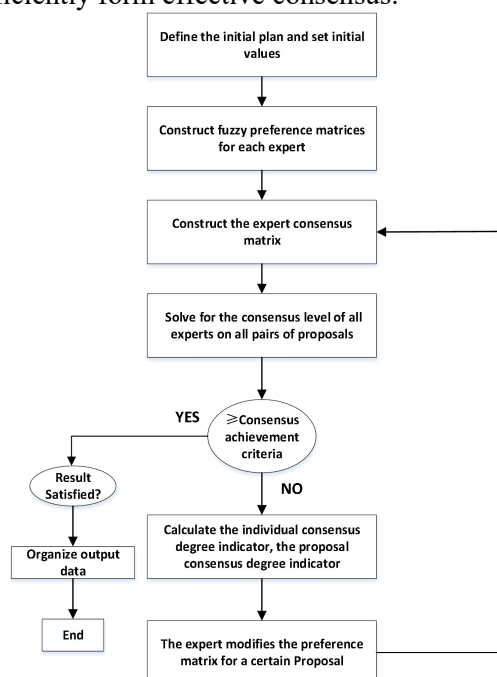 Define the initial plan and set initial
values
Construct fuzzy preference matrices
for each expert
Construct the expert consensus
matrix
Solve for the consensus level of all
experts on all pairs of proposals
≥Consensus
achievement
criteria
YES
NO
Result
Satisfied?
Organize output
data
End
Calculate the individual consensus
degree indicator, the proposal
consensus degree indicator
The expert modifies the preference
matrix for a certain Proposal